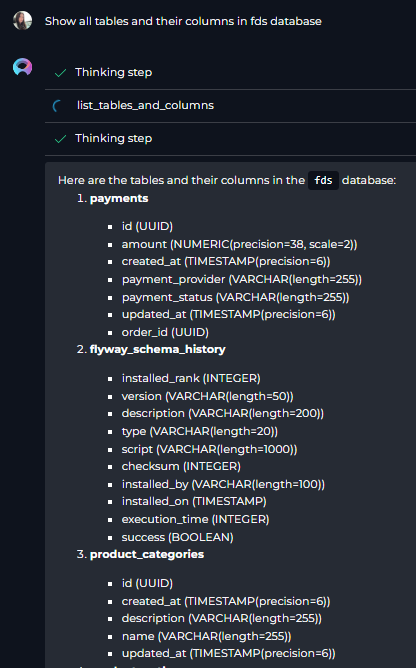 Show all tables and their columns in fds database
Thinking step
list_tables_and_columns
Thinking step
Here are the tables and their columns in the fds database:
1. payments
▪ id (UUID)
▪ amount (NUMERIC(precision=38, scale=2))
▪ created_at (TIMESTAMP(precision=6))
▪ payment_provider (VARCHAR(length=255))
▪ payment_status (VARCHAR(length=255))
▪ updated_at (TIMESTAMP(precision=6))
▪ order_id (UUID)
2. flyway_schema_history
▪ installed_rank (INTEGER)
▪ version (VARCHAR(length=50))
▪ description (VARCHAR(length=200))
▪ type (VARCHAR(length=20))
▪ script (VARCHAR(length=1000))
▪ checksum (INTEGER)
▪ installed_by (VARCHAR(length=100))
▪ installed_on (TIMESTAMP)
▪ execution_time (INTEGER)
▪ success (BOOLEAN)
3. product_categories
▪ id (UUID)
▪ created_at (TIMESTAMP(precision=6))
▪ description (VARCHAR(length=255))
▪ name (VARCHAR(length=255))
▪ updated_at (TIMESTAMP(precision=6))